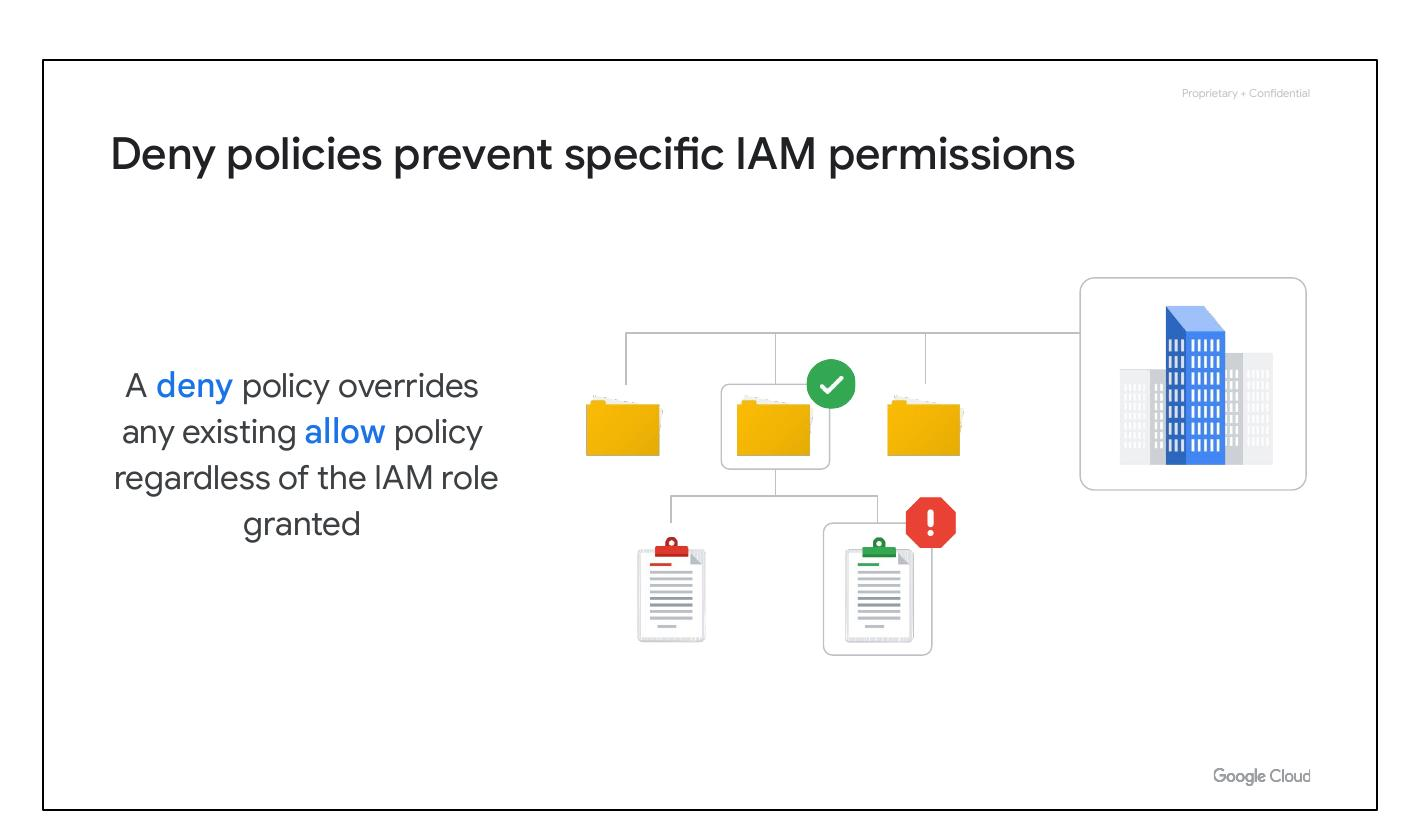 Proprietary + Confidential
Deny policies prevent specific IAM permissions
A deny policy overrides
any existing allow policy
regardless of the IAM role
granted
Google Cloud